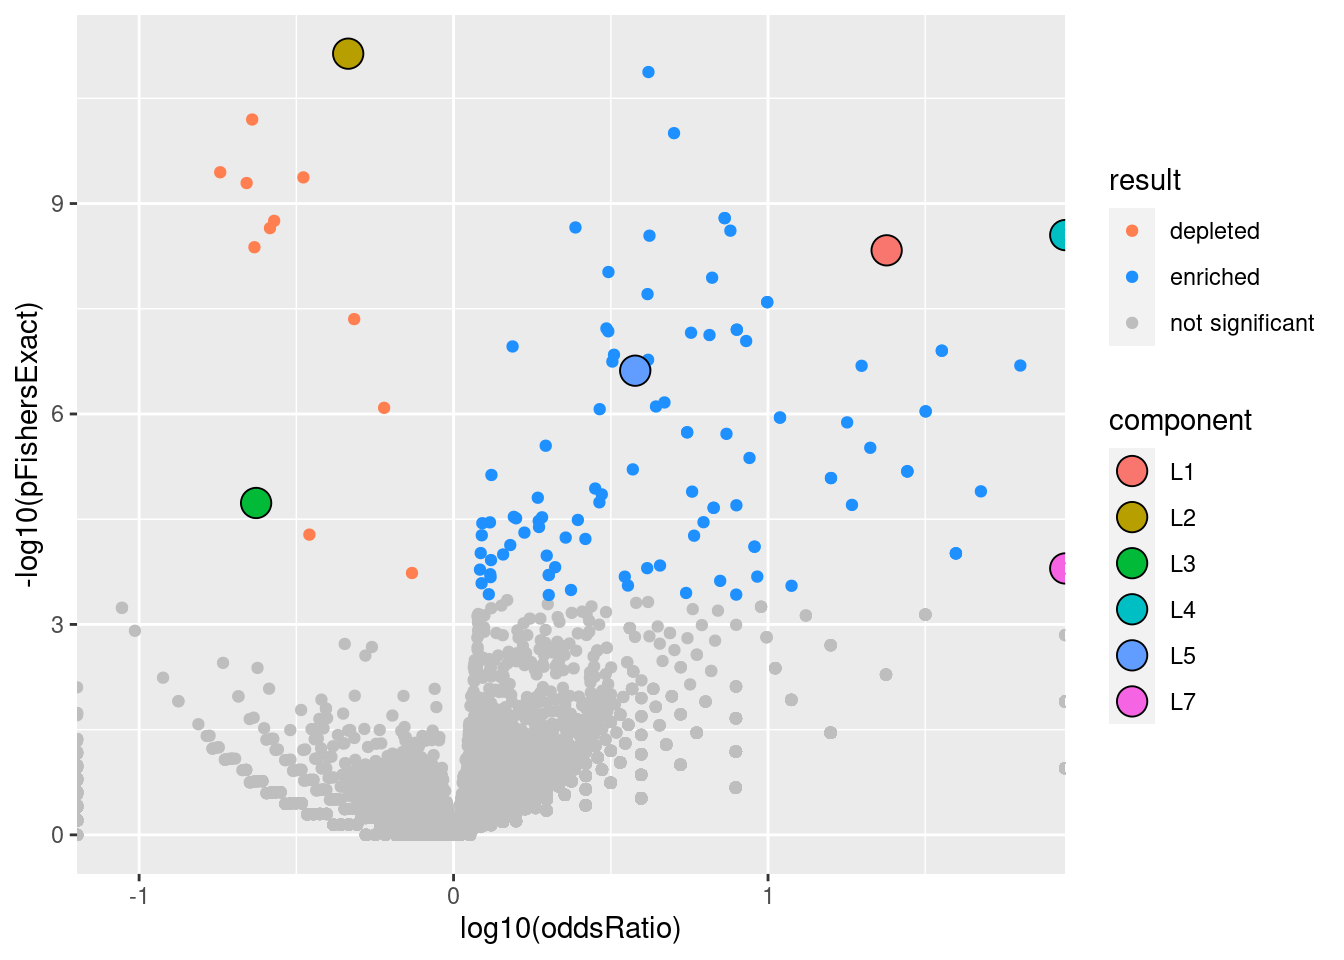 9
6
3
0
-1
0
1
-log10(pFishersExact)
log10(oddsRatio)
result
depleted
enriched
not significant
component
L1
L2
L3
L4
L5
L7